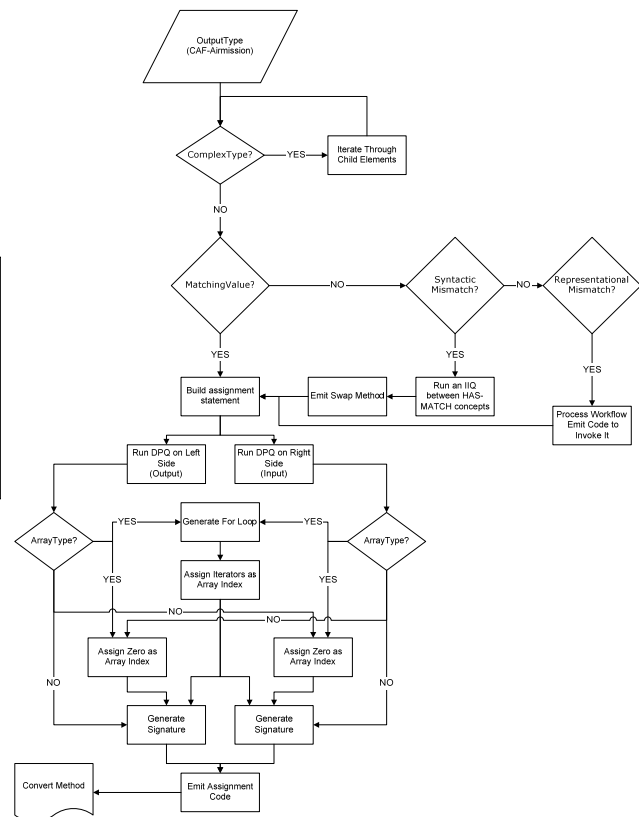 OutputType
(CAF-Airmission)
ComplexType?
YES
Iterate Through
Child Elements
NO
MatchingValue?
NO
Syntactic
Mismatch?
NO
Representational
Mismatch?
YES
YES
YES
Build assignment
statement
Emit Swap Method
Run an IIQ
between HAS-
MATCH concepts
Process Workflow
Emit Code to
Invoke It
Run DPQ on Left
Side
(Output)
Run DPQ on Right
Side
(Input)
ArrayType?
YES
Generate For Loop
YES
ArrayType?
YES
Assign Iterators as
Array Index
YES
NO
NO
Assign Zero as
Array Index
Assign Zero as
Array Index
NO
NO
Generate
Signature
Generate
Signature
Convert Method
Emit Assignment
Code